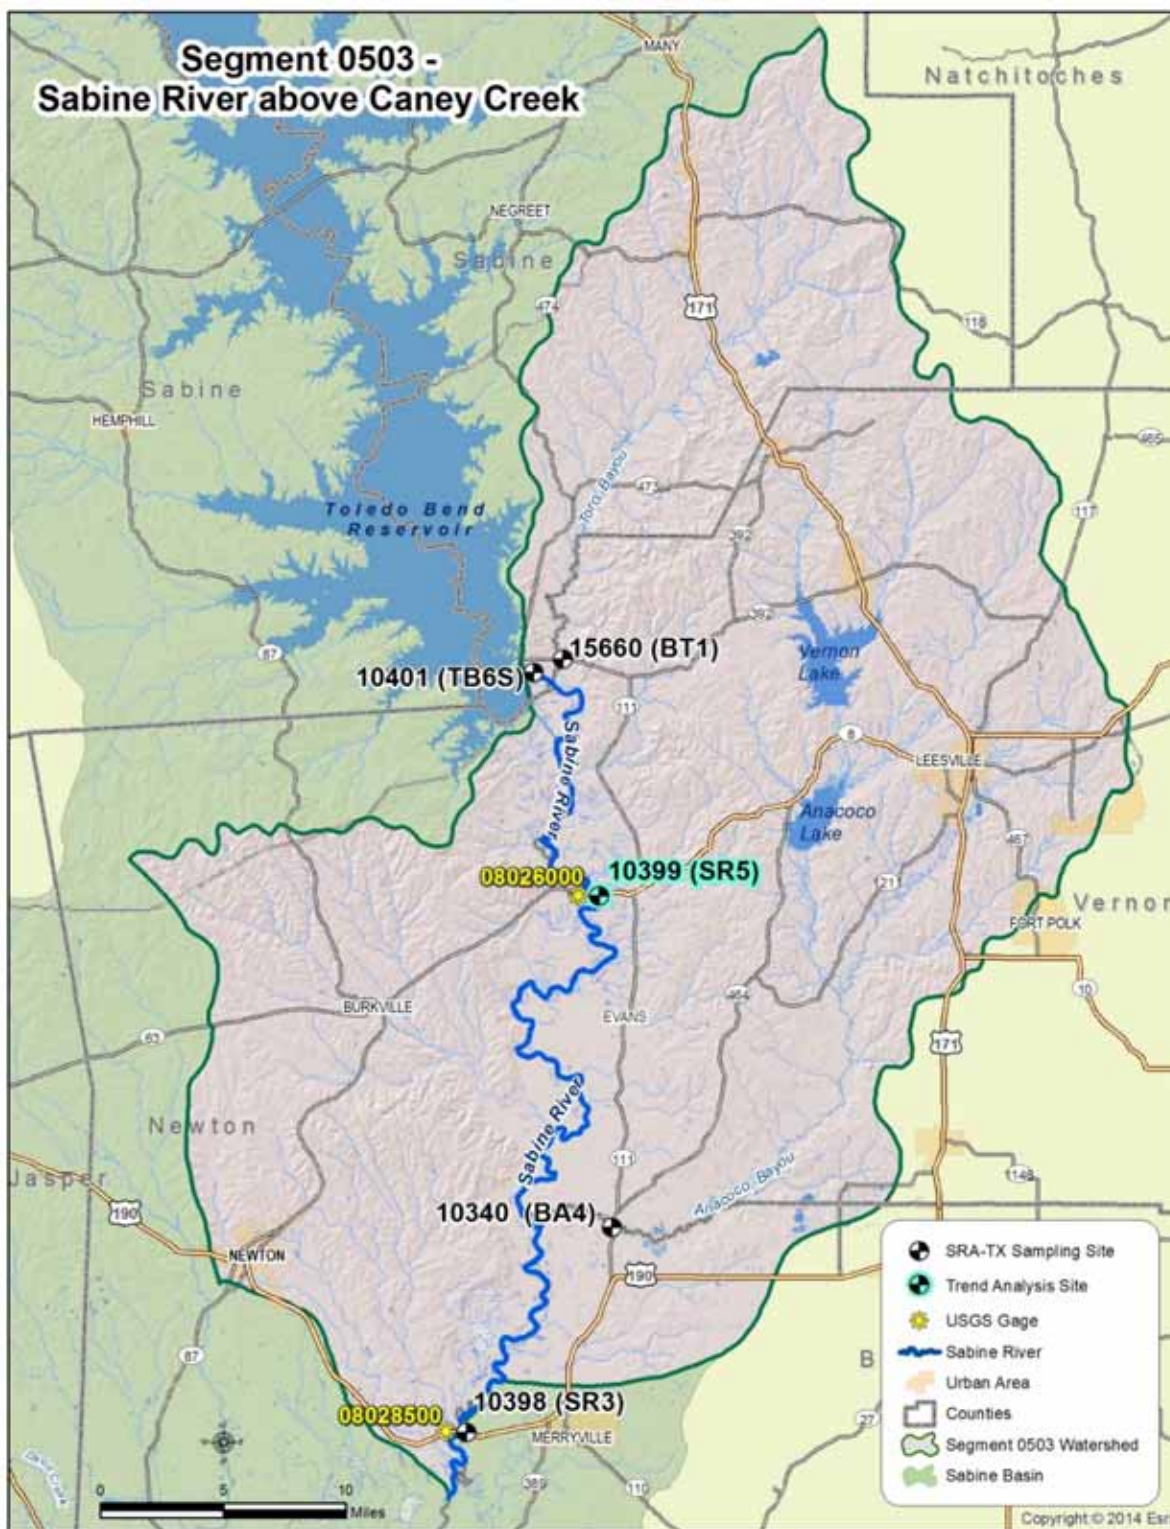 Segment 0503 -
Sabine River above Caney Creek
MANY
Natchitoches
NEGREET
Sabine
474
171
118
Sabine
HEMPHILL
485
Toro Bayou
473
Toledo Bend
Reservoir
392
117
392
87
15660 (BT1)
10401 (TB6S)
Vernon
Lake
111
Sabine River
8
LEESVILLE
Anacoco
Lake
467
08026000
10399 (SR5)
1211
Vernon
FORT POLK
10
BURKVILLE
464
EVANS
63
171
Newton
Sabine River
Jasper
111
Anacoco Bayou
1146
190
10340 (BA4)
NEWTON
190
87
B
27
10398 (SR3)
08028500
MERRYVILLE
389
110
SRA-TX Sampling Site
Trend Analysis Site
USGS Gage
Sabine River
Urban Area
Counties
Segment 0503 Watershed
Sabine Basin
0 5 10
Miles
Copyright © 2014 Esri